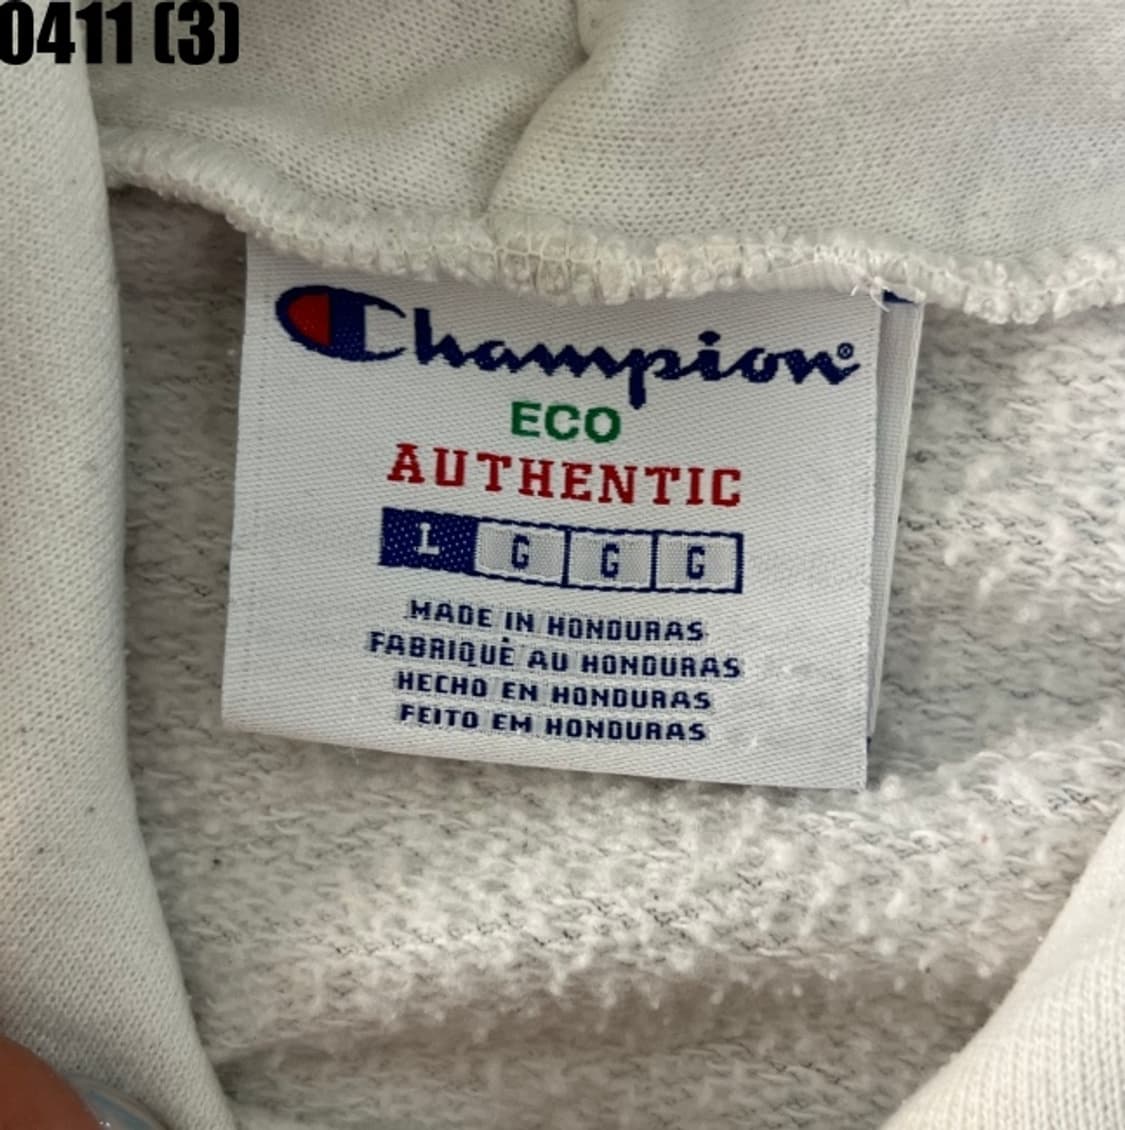 0411 (3)
Champion®
ECO
AUTHENTIC
L G G G
MADE IN HONDURAS
FABRIQUÉ AU HONDURAS
HECHO EN HONDURAS
FEITO EM HONDURAS